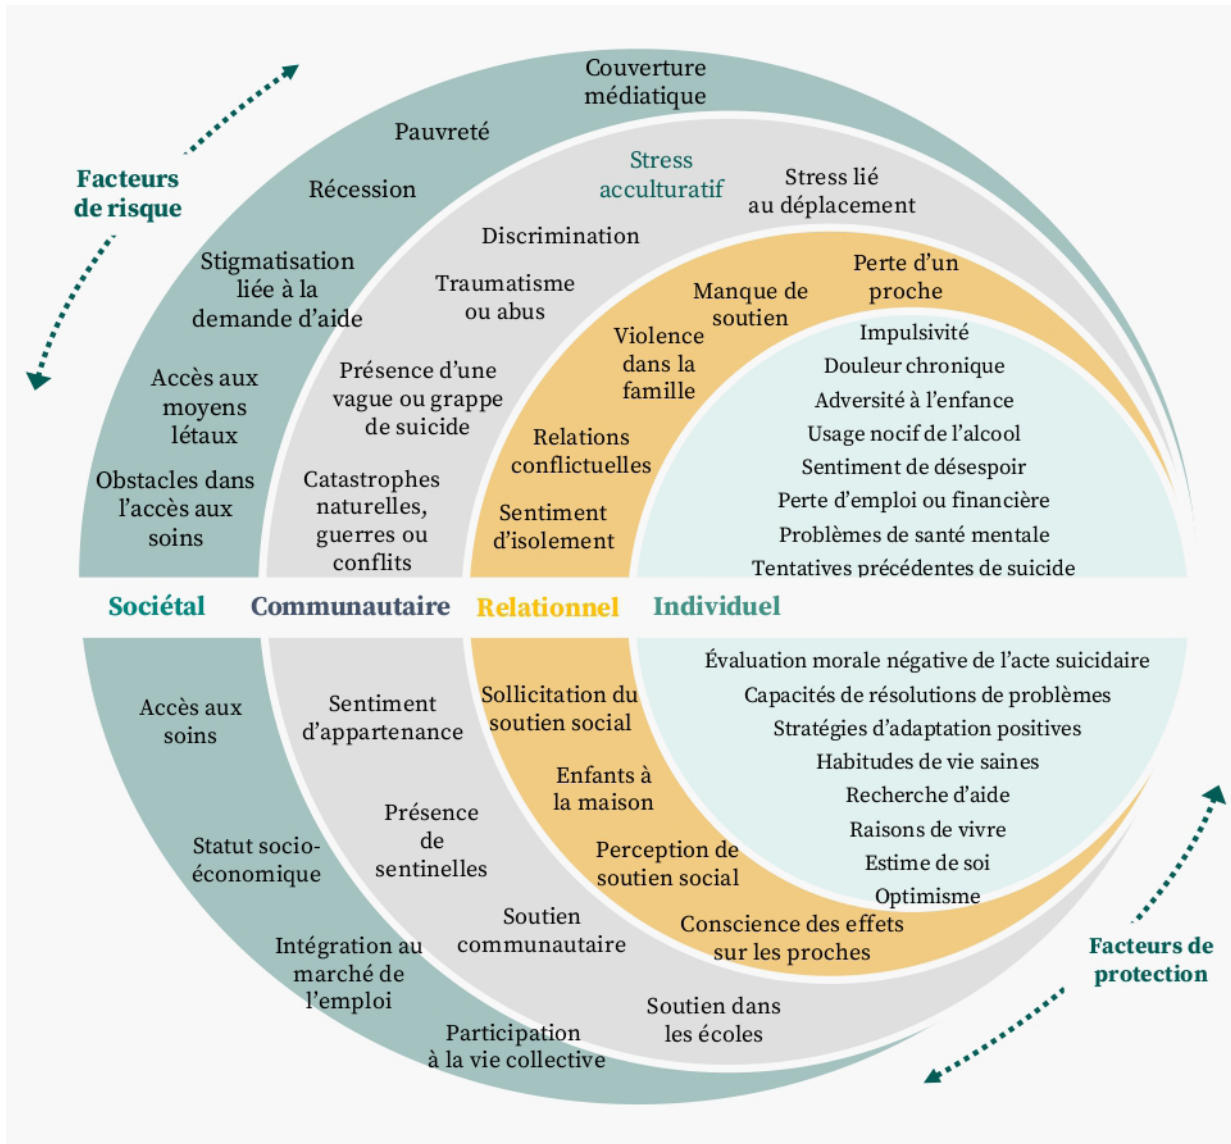 Couverture
médiatique
Pauvreté
Récession
Facteurs
de risque
Stigmatisation
liée à la
demande d’aide
Accès aux
moyens
létaux
Obstacles dans
l’accès aux
soins
Stress
acculturatif
Stress lié
au déplacement
Discrimination
Traumatisme
ou abus
Présence d’une
vague ou grappe
de suicide
Catastrophes
naturelles,
guerres ou
conflits
Perte d’un
proche
Manque de
soutien
Violence
dans la
famille
Relations
conflictuelles
Sentiment
d’isolement
Impulsivité
Douleur chronique
Adversité à l’enfance
Usage nocif de l’alcool
Sentiment de désespoir
Perte d’emploi ou financière
Problèmes de santé mentale
Tentatives précédentes de suicide
Sociétal
Communautaire
Relationnel
Individuel
Accès aux
soins
Statut socio-
économique
Intégration au
marché de
l’emploi
Participation
à la vie collective
Sentiment
d’appartenance
Présence
de
sentinelles
Soutien
communautaire
Soutien dans
les écoles
Sollicitation du
soutien social
Enfants à
la maison
Perception de
soutien social
Conscience des effets
sur les proches
Évaluation morale négative de l’acte suicidaire
Capacités de résolutions de problèmes
Stratégies d’adaptation positives
Habitudes de vie saines
Recherche d’aide
Raisons de vivre
Estime de soi
Optimisme
Facteurs de
protection